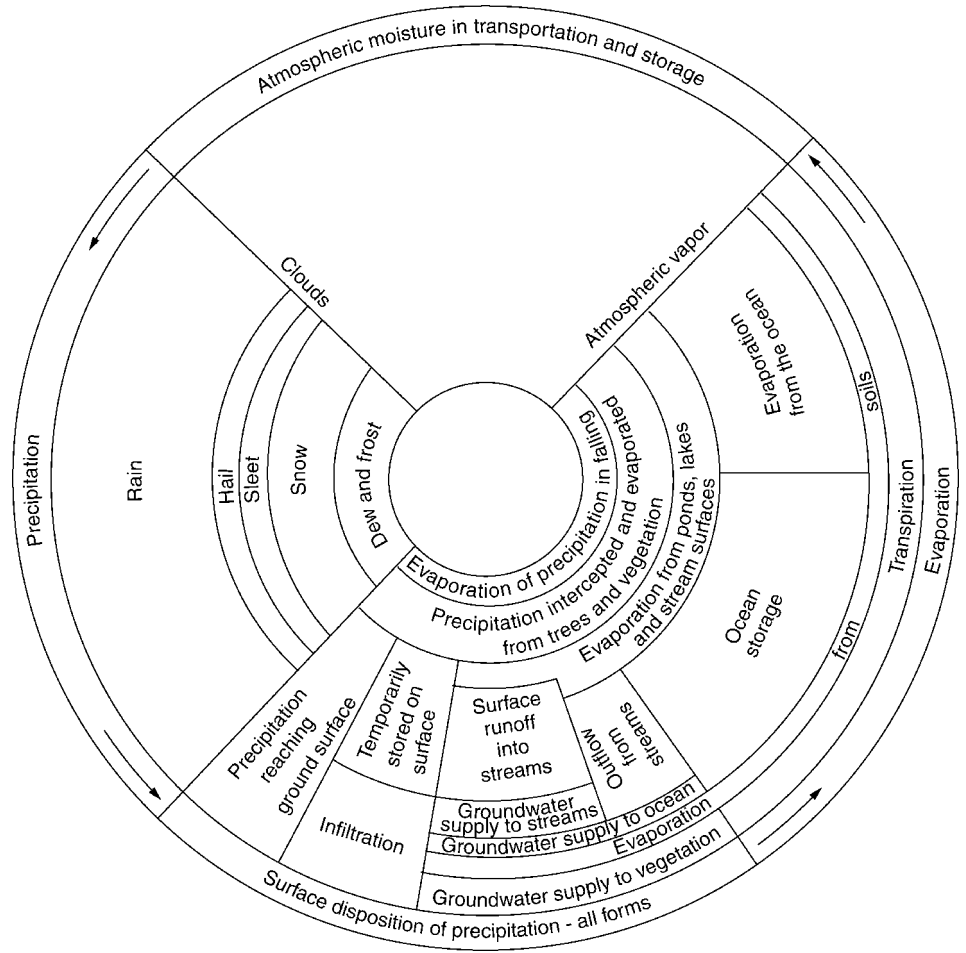 Atmospheric moisture in transportation and storage
Clouds
Atmospheric vapor
Precipitation
Rain
Hail
Sleet
Snow
Dew and frost
Evaporation of precipitation in falling
Precipitation intercepted and evaporated
from trees and vegetation
Evaporation from ponds, lakes
and stream surfaces
Evaporation
from the ocean
Ocean
storage
Evaporation from soils
Transpiration
Evaporation
Precipitation
reaching
ground surface
Temporarily
stored on
surface
Infiltration
Surface
runoff
into
streams
Outflow
from
streams
Groundwater
supply to streams
Groundwater supply to ocean
Groundwater supply to vegetation
Surface disposition of precipitation - all forms